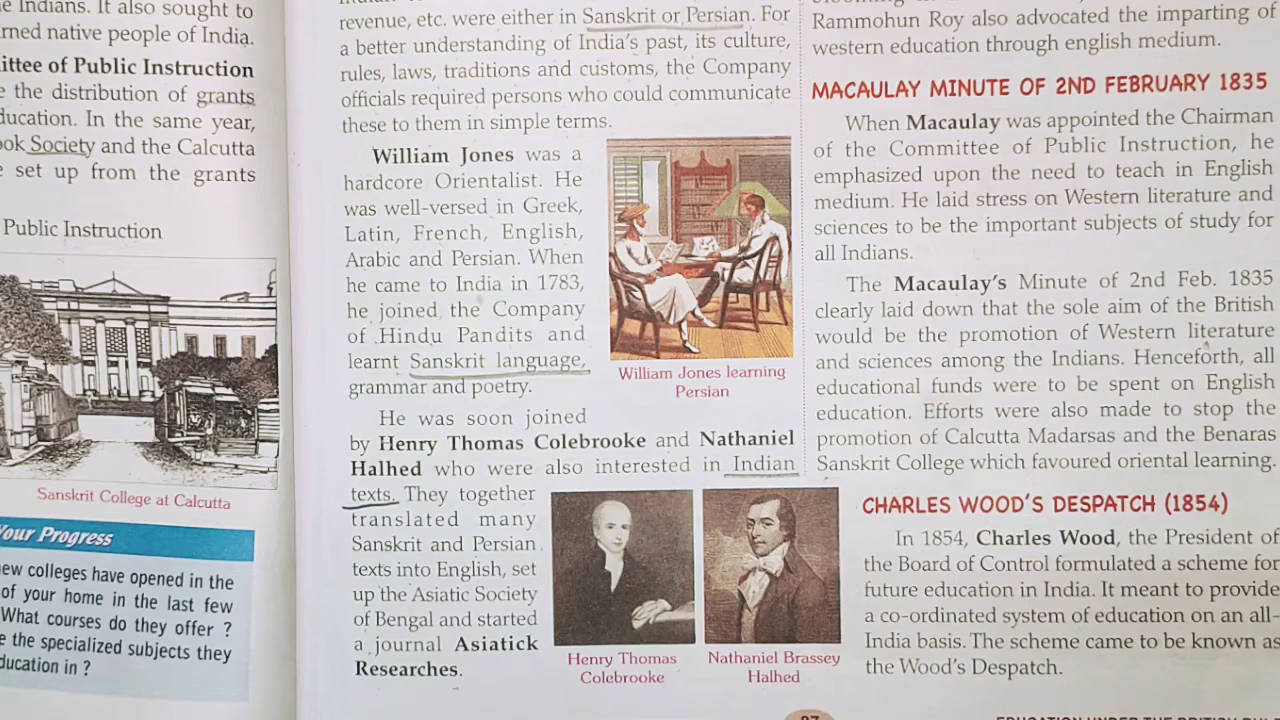 e Indians. It also sought to
rned native people of India.
ittee of Public Instruction
e the distribution of grants
ducation. In the same year,
ook Society and the Calcutta
e set up from the grants
Public Instruction
Sanskrit College at Calcutta
Your Progress
ew colleges have opened in the
of your home in the last few
What courses do they offer ?
e the specialized subjects they
ducation in ?
revenue, etc. were either in Sanskrit or Persian. For
a better understanding of India's past, its culture,
rules, laws, traditions and customs, the Company
officials required persons who could communicate
these to them in simple terms.
William Jones was a
hardcore Orientalist. He
was well-versed in Greek,
Latin, French, English,
Arabic and Persian. When
he came to India in 1783,
he joined the Company
of Hindu Pandits and
learnt Sanskrit language,
grammar and poetry.
William Jones learning
Persian
He was soon joined
by Henry Thomas Colebrooke and Nathaniel
Halhed who were also interested in Indian
texts. They together
translated many
Sanskrit and Persian
texts into English, set
up the Asiatic Society
of Bengal and started
a journal Asiatick
Researches.
Henry Thomas
Colebrooke
Nathaniel Brassey
Halhed
Rammohun Roy also advocated the imparting of
western education through english medium.
MACAULAY MINUTE OF 2ND FEBRUARY 1835
When Macaulay was appointed the Chairman
of the Committee of Public Instruction, he
emphasized upon the need to teach in English
medium. He laid stress on Western literature and
sciences to be the important subjects of study for
all Indians.
The Macaulay's Minute of 2nd Feb. 1835
clearly laid down that the sole aim of the British
would be the promotion of Western literature
and sciences among the Indians. Henceforth, all
educational funds were to be spent on English
education. Efforts were also made to stop the
promotion of Calcutta Madarsas and the Benaras
Sanskrit College which favoured oriental learning.
CHARLES WOOD'S DESPATCH (1854)
In 1854, Charles Wood, the President of
the Board of Control formulated a scheme for
future education in India. It meant to provide
a co-ordinated system of education on an all-
India basis. The scheme came to be known as
the Wood's Despatch.